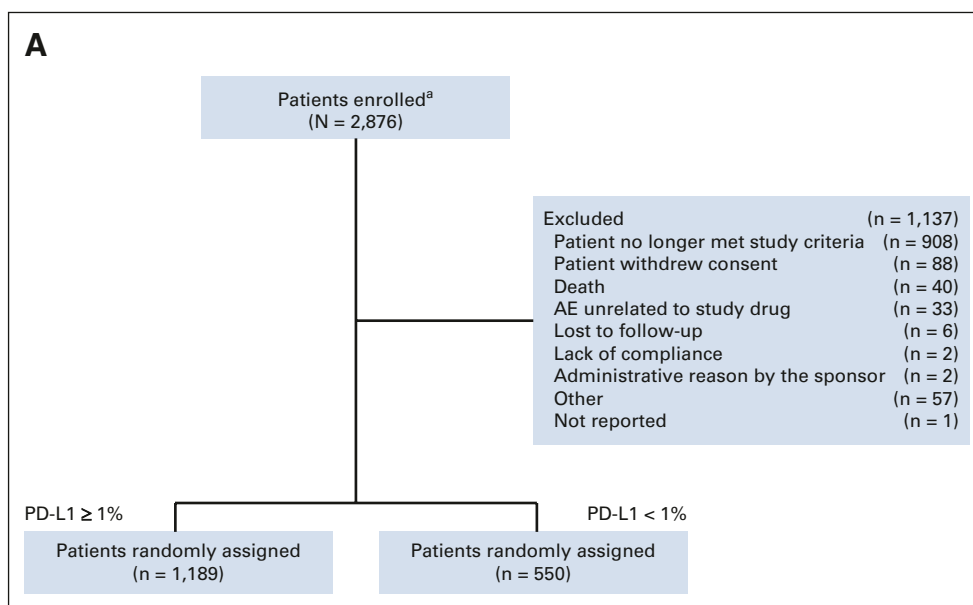 A
Patients enrolledᵃ
(N = 2,876)
Excluded (n = 1,137)
Patient no longer met study criteria (n = 908)
Patient withdrew consent (n = 88)
Death (n = 40)
AE unrelated to study drug (n = 33)
Lost to follow-up (n = 6)
Lack of compliance (n = 2)
Administrative reason by the sponsor (n = 2)
Other (n = 57)
Not reported (n = 1)
PD-L1 ≥ 1% PD-L1 < 1%
Patients randomly assigned
(n = 1,189)
Patients randomly assigned
(n = 550)